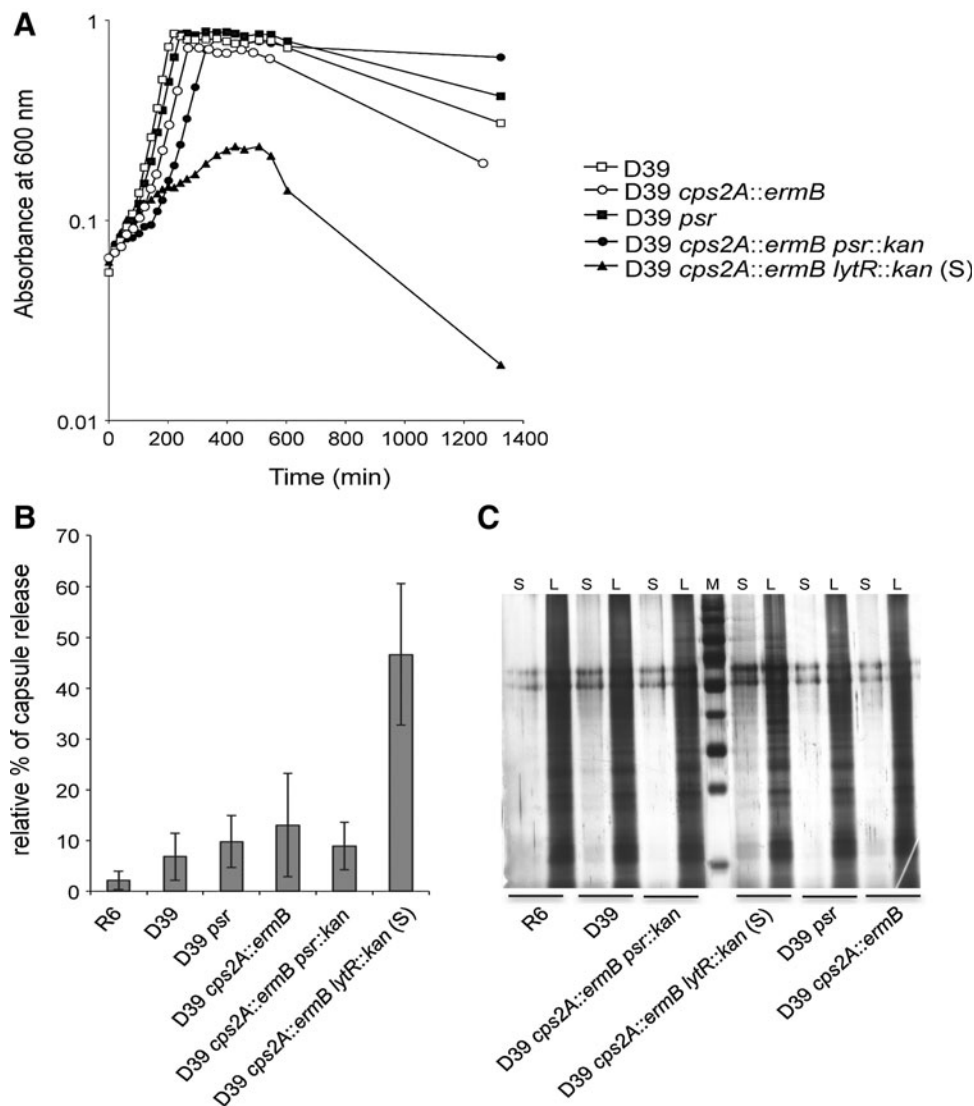 A
Absorbance at 600 nm
1
0.1
0.01
0 200 400 600 800 1000 1200 1400
Time (min)
D39
D39 cps2A::ermB
D39 psr
D39 cps2A::ermB psr::kan
D39 cps2A::ermB lytR::kan (S)
B
relative % of capsule release
70
60
50
40
30
20
10
0
R6
D39
D39 psr
D39 cps2A::ermB
D39 cps2A::ermB psr::kan
D39 cps2A::ermB lytR::kan (S)
C
S L S L S L M S L S L S L
R6
D39
D39 cps2A::ermB psr::kan
D39 cps2A::ermB lytR::kan (S)
D39 psr
D39 cps2A::ermB